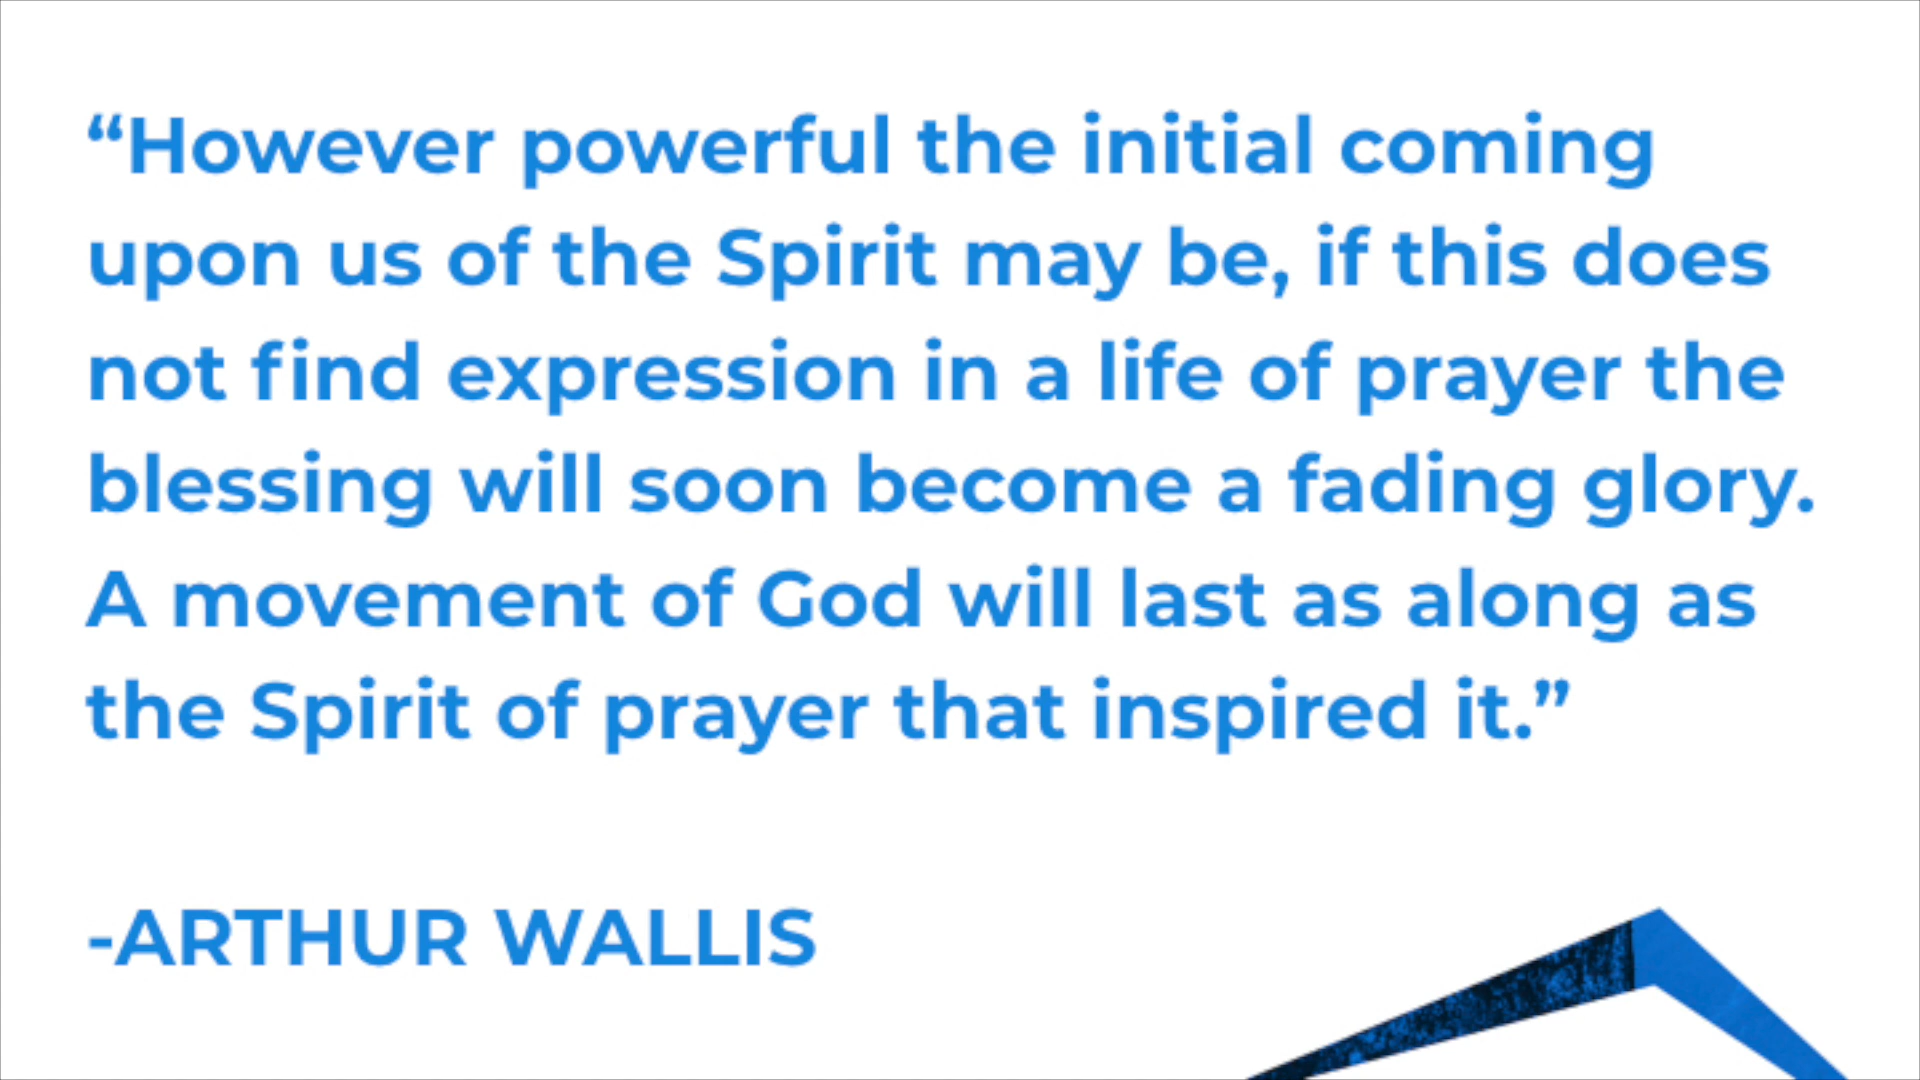 “However powerful the initial coming
upon us of the Spirit may be, if this does
not find expression in a life of prayer the
blessing will soon become a fading glory.
A movement of God will last as along as
the Spirit of prayer that inspired it.”
-ARTHUR WALLIS